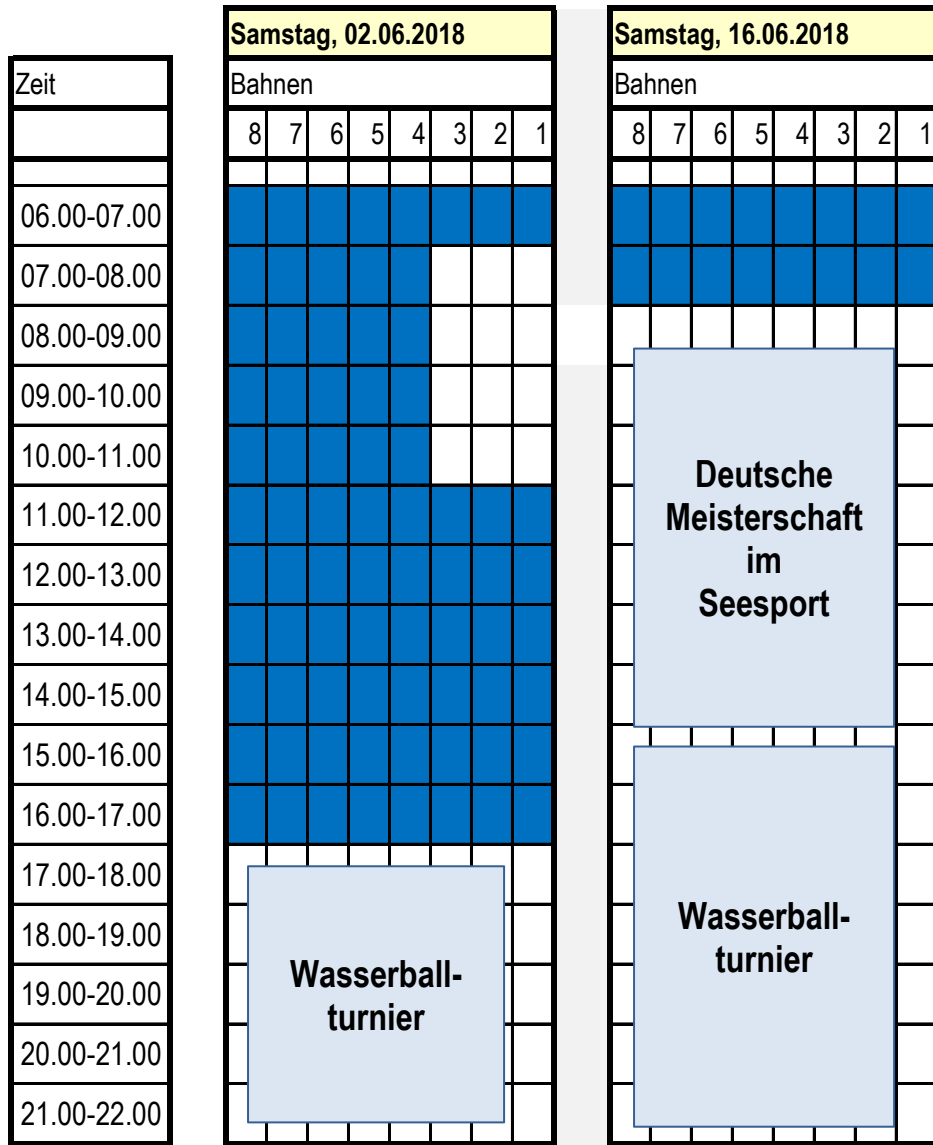 Samstag, 02.06.2018 Samstag, 16.06.2018
Zeit Bahnen Bahnen
8 7 6 5 4 3 2 1 8 7 6 5 4 3 2 1
06.00-07.00
07.00-08.00
08.00-09.00
09.00-10.00
10.00-11.00
11.00-12.00
12.00-13.00
13.00-14.00
14.00-15.00
15.00-16.00
16.00-17.00
17.00-18.00
18.00-19.00
19.00-20.00
20.00-21.00
21.00-22.00
Wasserball-
turnier
Deutsche
Meisterschaft
im
Seesport
Wasserball-
turnier